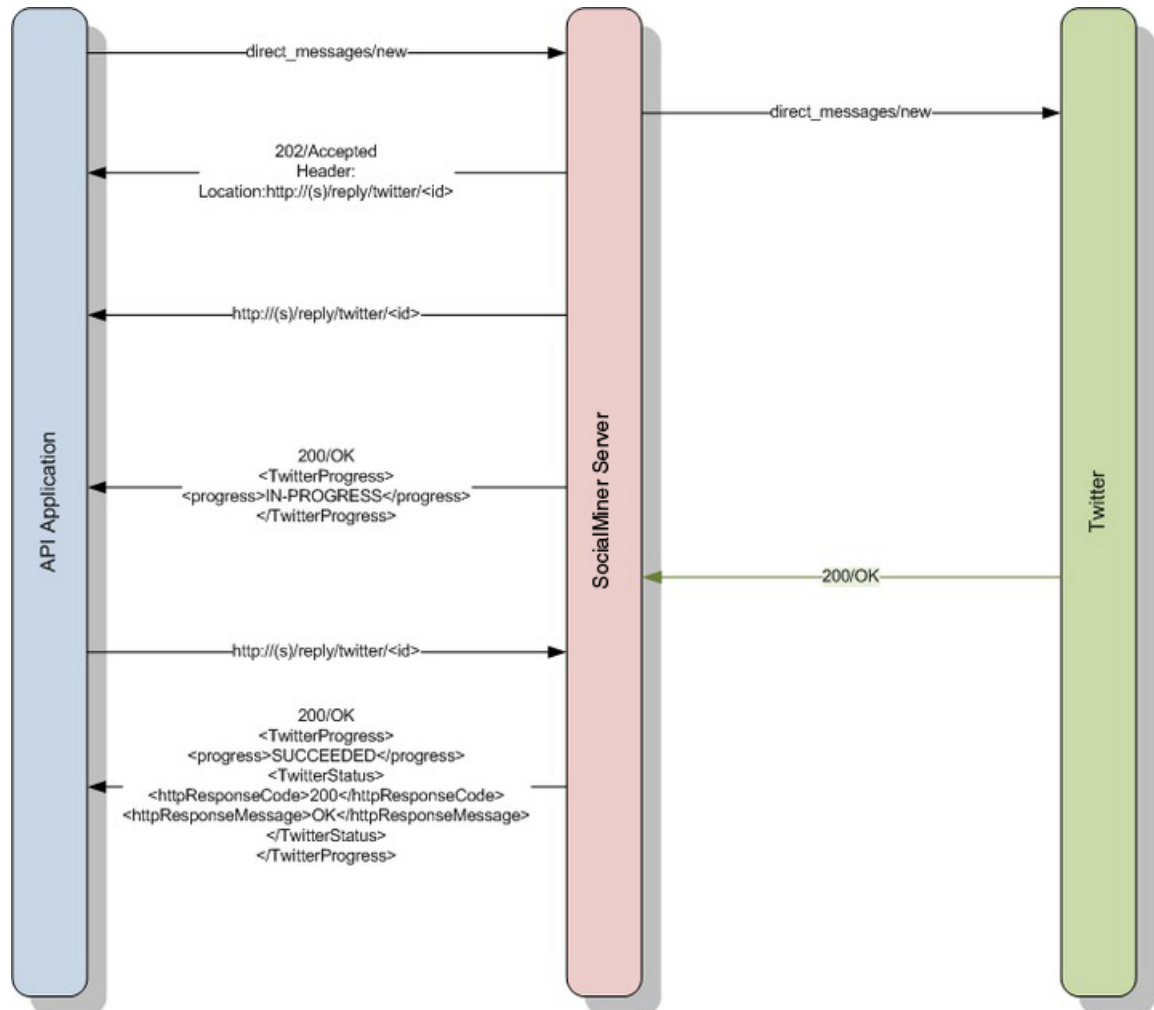 direct_messages/new
direct_messages/new
202/Accepted
Header:
Location:http://(s)/reply/twitter/<id>
http://(s)/reply/twitter/<id>
200/OK
<TwitterProgress>
<progress>IN-PROGRESS</progress>
</TwitterProgress>
API Application
SocialMiner Server
Twitter
200/OK
http://(s)/reply/twitter/<id>
200/OK
<TwitterProgress>
<progress>SUCCEEDED</progress>
<TwitterStatus>
<httpResponseCode>200</httpResponseCode>
<httpResponseMessage>OK</httpResponseMessage>
</TwitterStatus>
</TwitterProgress>